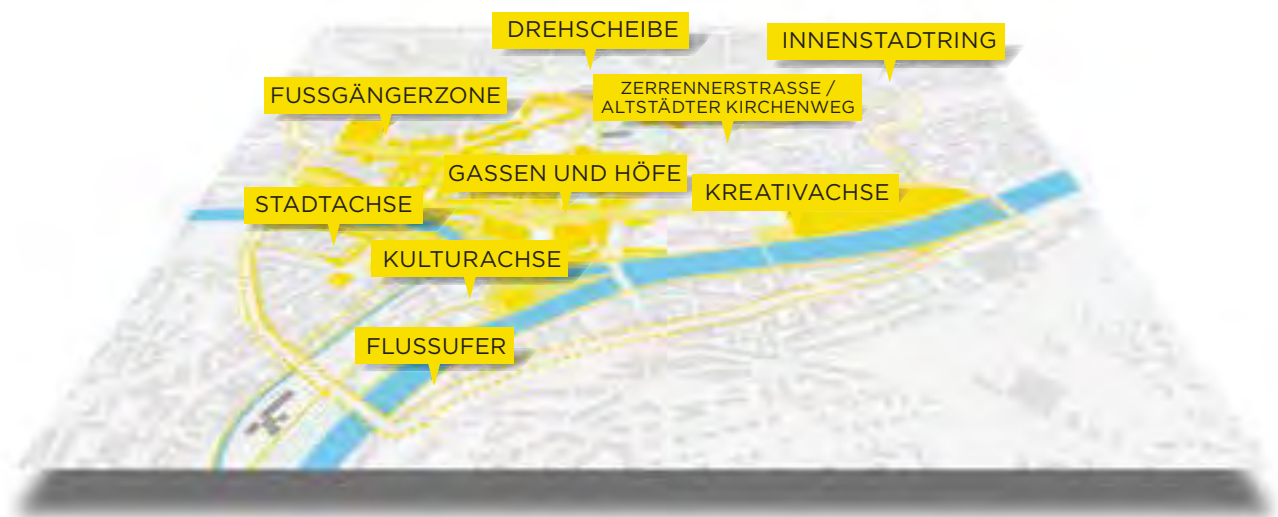 DREHSCHEIBE
INNENSTADTRING
FUSSGÄNGERZONE
ZERRENNERSTRASSE /
ALTSTÄDTER KIRCHENWEG
GASSEN UND HÖFE
KREATIVACHSE
STADTACHSE
KULTURACHSE
FLUSSUFER